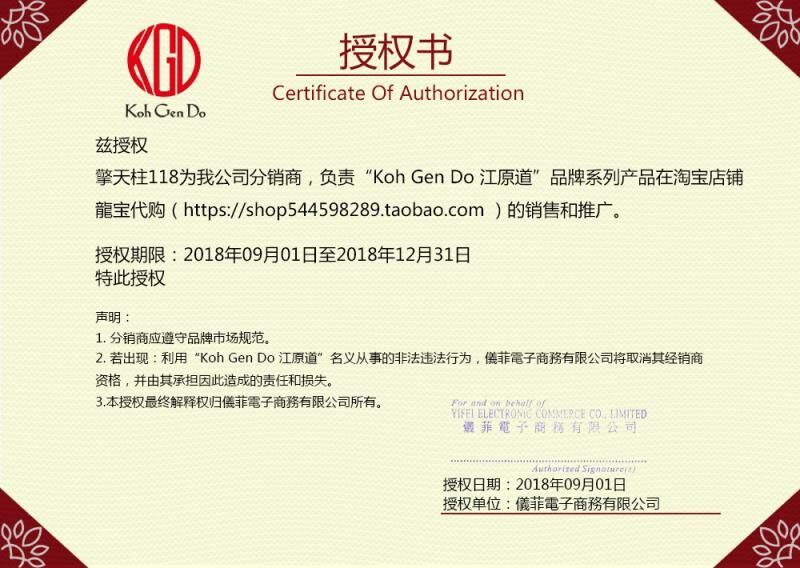 KGD
授权书
Koh Gen Do
Certificate Of Authorization
兹授权
擎天柱118为我公司分销商，负责“Koh Gen Do 江原道”品牌系列产品在淘宝店铺
龍宝代购（https://shop544598289.taobao.com ）的销售和推广。
授权期限：2018年09月01日至2018年12月31日
特此授权
声明：
1. 分销商应遵守品牌市场规范。
2. 若出现：利用“Koh Gen Do 江原道”名义从事的非法违法行为，儀菲電子商務有限公司将取消其经销商
资格，并由其承担因此造成的责任和损失。
3.本授权最终解释权归儀菲電子商務有限公司所有。
For and on behalf of
YIFEI ELECTRONIC COMMERCE CO., LIMITED
儀菲電子商務有限公司
Authorized Signature(s)
授权日期：2018年09月01日
授权单位：儀菲電子商務有限公司